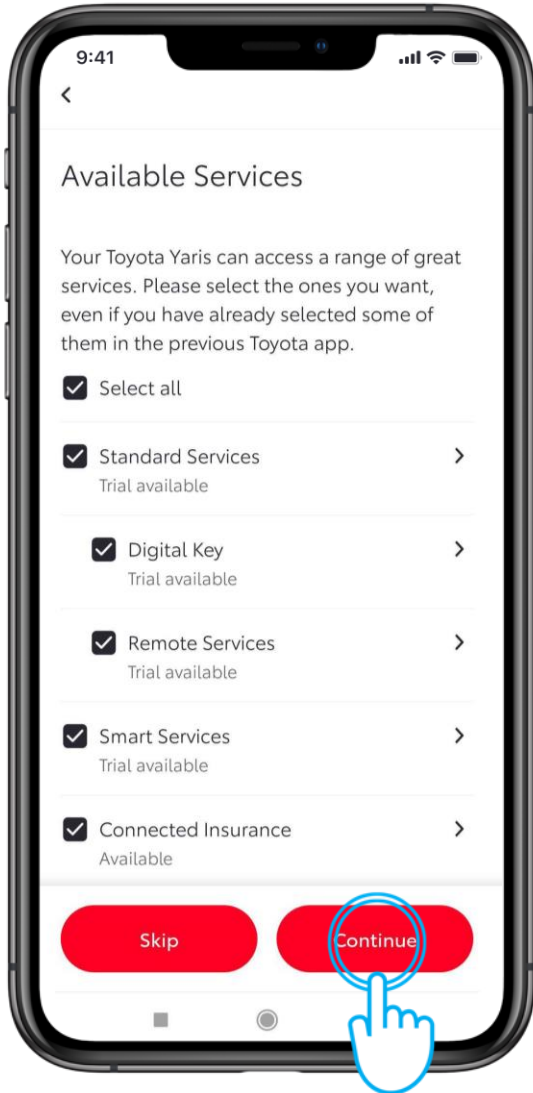 9:41
Available Services
Your Toyota Yaris can access a range of great
services. Please select the ones you want,
even if you have already selected some of
them in the previous Toyota app.
Select all
Standard Services
Trial available
Digital Key
Trial available
Remote Services
Trial available
Smart Services
Trial available
Connected Insurance
Available
Skip
Continue